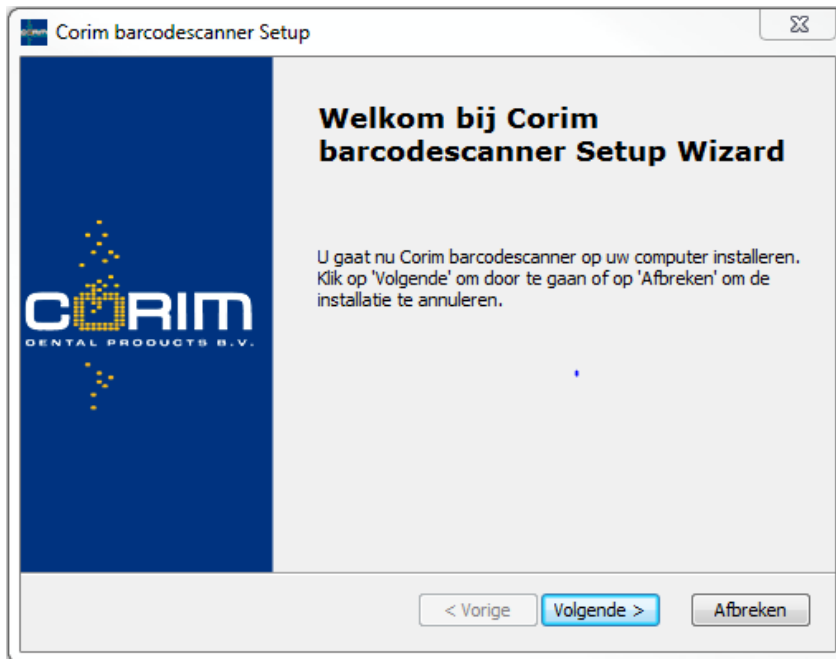 Corim barcodescanner Setup
Welkom bij Corim
barcodescanner Setup Wizard
U gaat nu Corim barcodescanner op uw computer installeren.
Klik op 'Volgende' om door te gaan of op 'Afbreken' om de
installatie te annuleren.
CORIM
DENTAL PRODUCTS B.V.
< Vorige
Volgende >
Afbreken